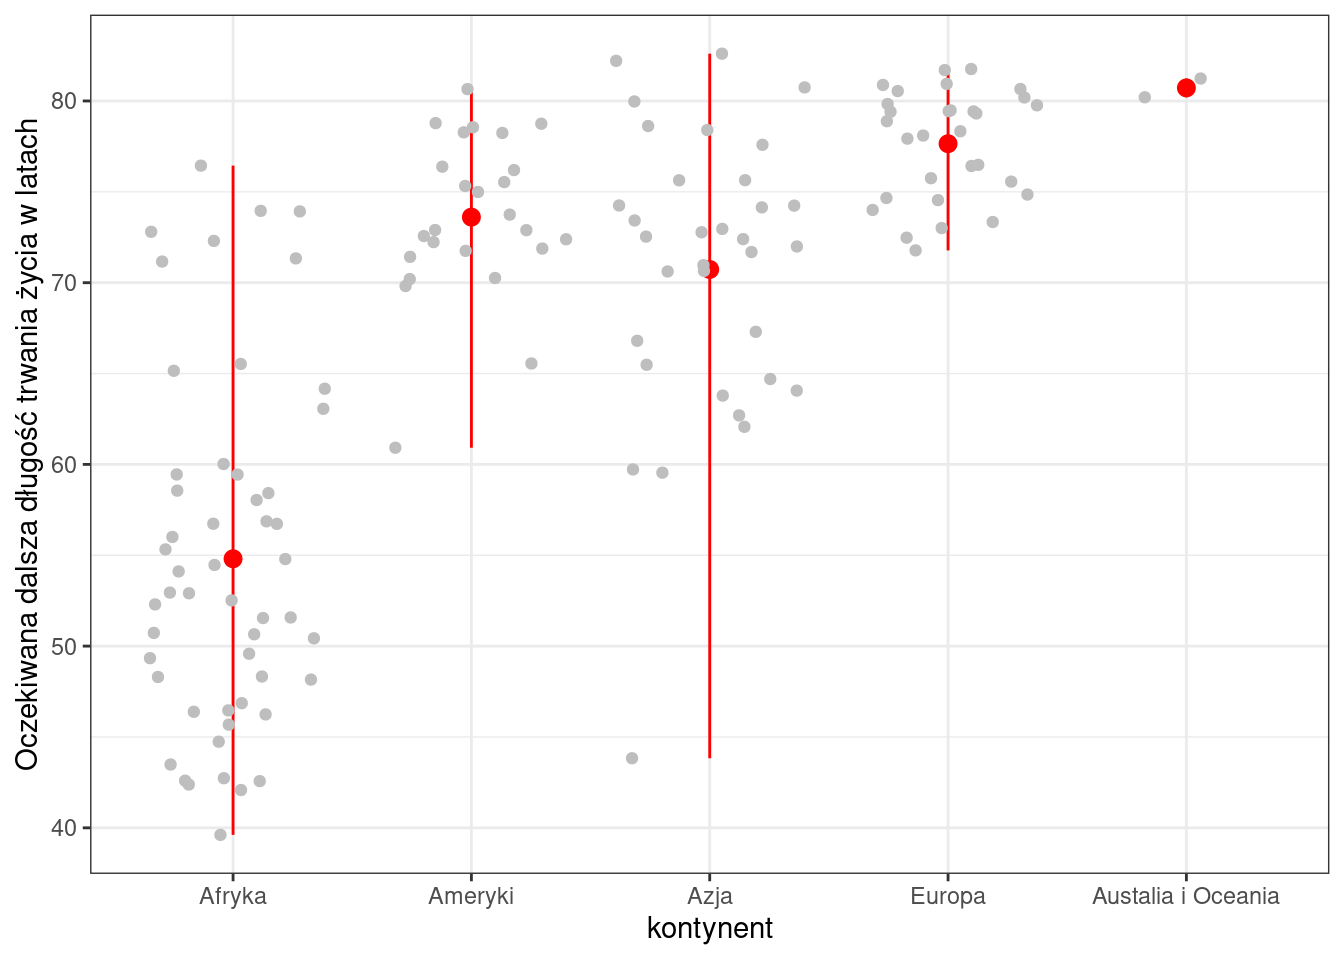 Oczekiwana dalsza długość trwania życia w latach
80
70
60
50
40
Afryka
Ameryki
Azja
Europa
Austalia i Oceania
kontynent